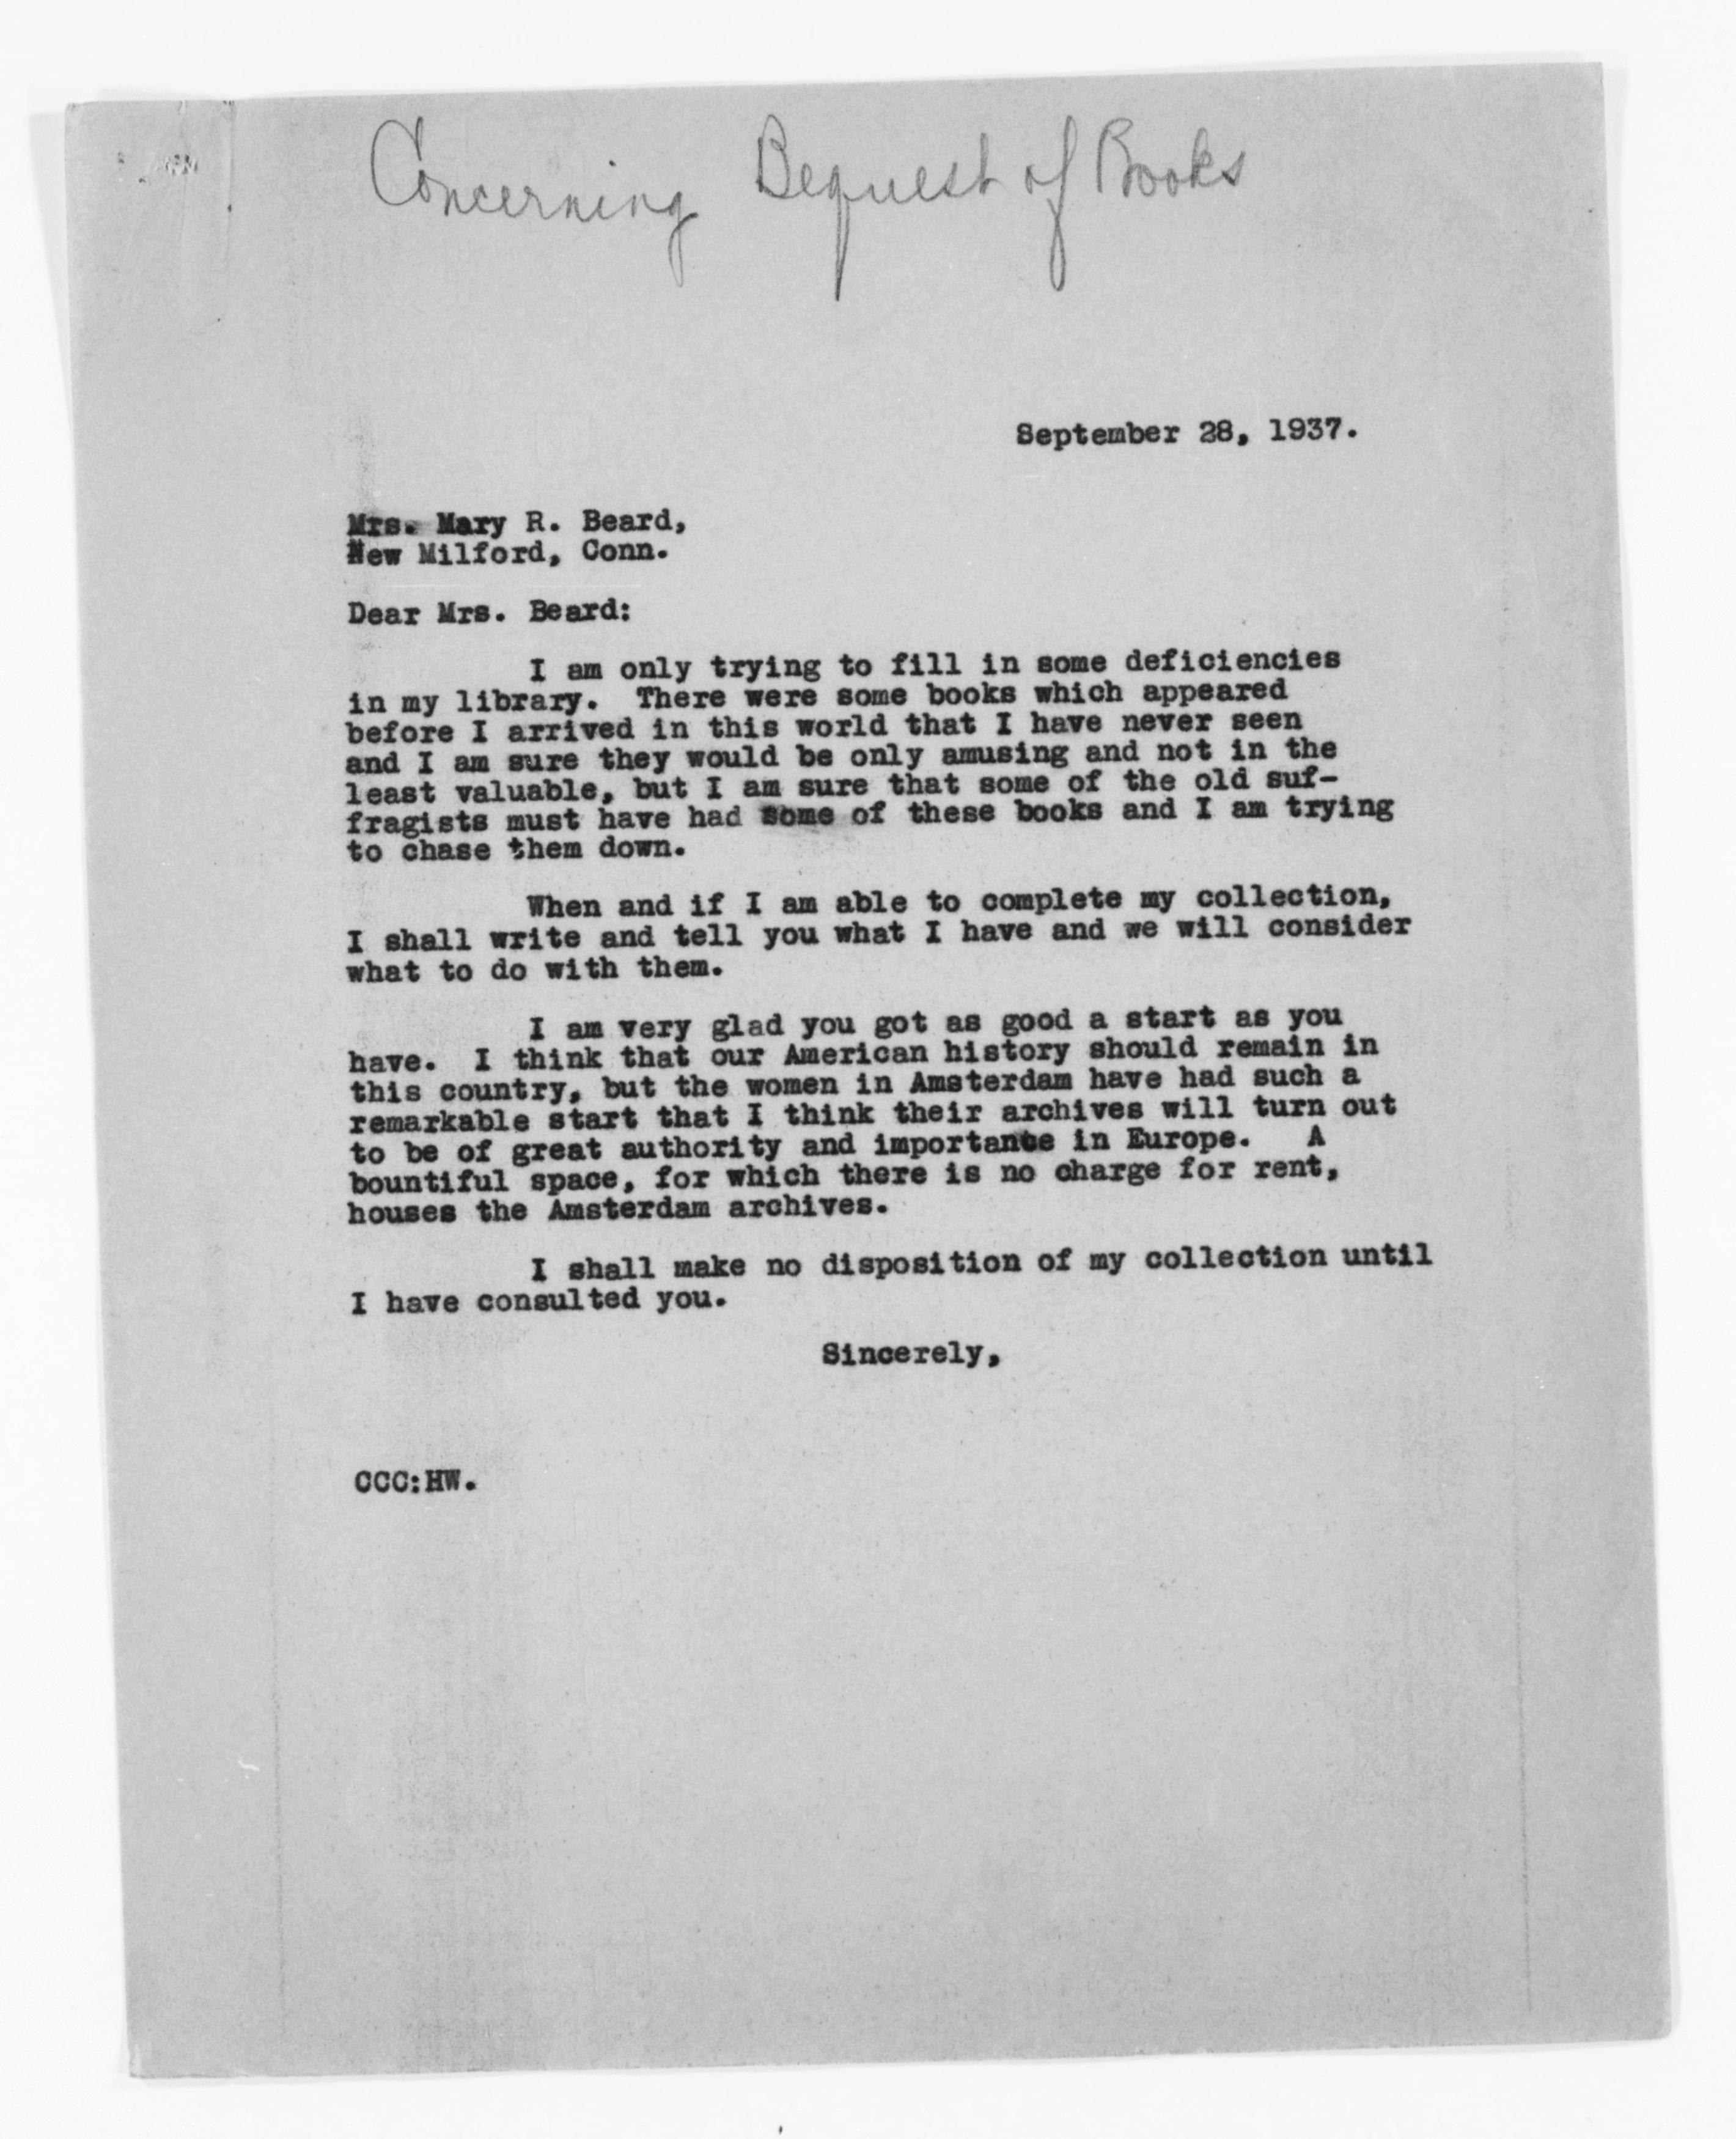 Concerning Bequest of Books
September 28, 1937.
Mrs. Mary R. Beard,
New Milford, Conn.
Dear Mrs. Beard:
I am only trying to fill in some deficiencies
in my library. There were some books which appeared
before I arrived in this world that I have never seen
and I am sure they would be only amusing and not in the
least valuable, but I am sure that some of the old suf-
fragists must have had some of these books and I am trying
to chase them down.
When and if I am able to complete my collection,
I shall write and tell you what I have and we will consider
what to do with them.
I am very glad you got as good a start as you
have. I think that our American history should remain in
this country, but the women in Amsterdam have had such a
remarkable start that I think their archives will turn out
to be of great authority and importance in Europe. A
bountiful space, for which there is no charge for rent,
houses the Amsterdam archives.
I shall make no disposition of my collection until
I have consulted you.
Sincerely,
CCC:HW.